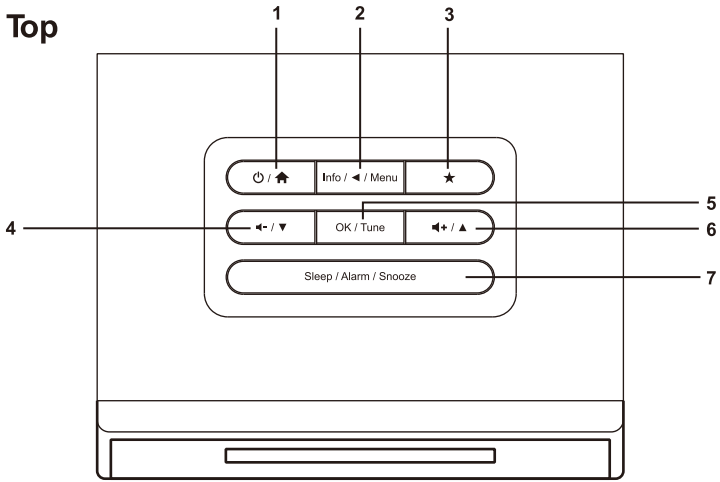 Top
1 2 3
/ Info / ◄ / Menu ★
4 - / ▼ OK / Tune + / ▲ 5
6
Sleep / Alarm / Snooze 7